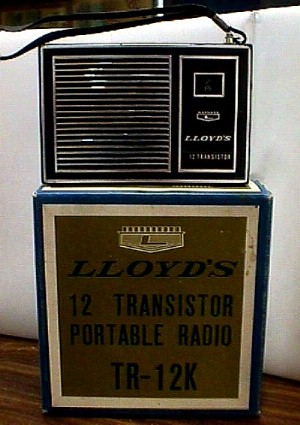 LLOYD'S
12 TRANSISTOR
L
LLOYD'S
12 TRANSISTOR
PORTABLE RADIO
TR-12K